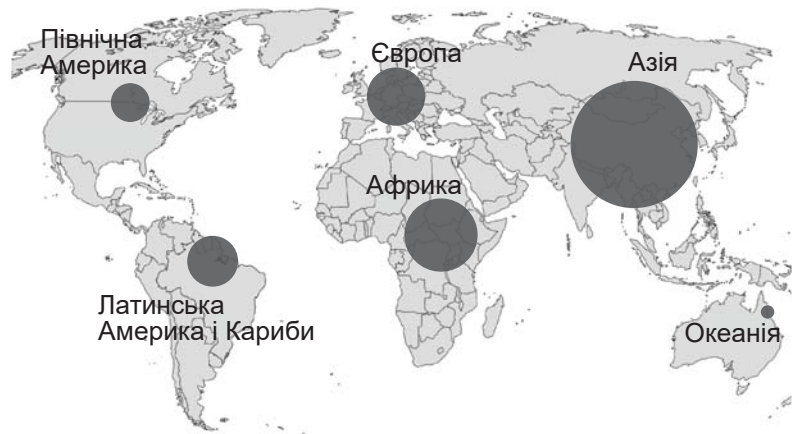 Північна
Америка
Європа
Азія
Африка
Латинська
Америка і Кариби
Океанія